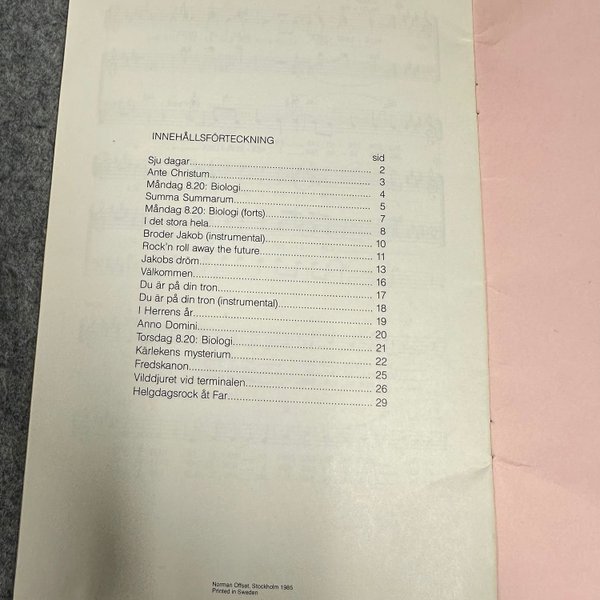 INNEHÅLLSFÖRTECKNING
sid
Sju dagar 2
Ante Christum 3
Måndag 8.20: Biologi 4
Summa Summarum 5
Måndag 8.20: Biologi (forts) 7
I det stora hela 8
Broder Jakob (instrumental) 10
Rock'n roll away the future 11
Jakobs dröm 13
Välkommen 16
Du är på din tron 17
Du är på din tron (instrumental) 18
I Herrens år 19
Anno Domini 20
Torsdag 8.20: Biologi 21
Kärlekens mysterium 22
Fredskanon 25
Vilddjuret vid terminalen 26
Helgdagsrock åt Far 29
Norman Offset, Stockholm 1985
Printed in Sweden